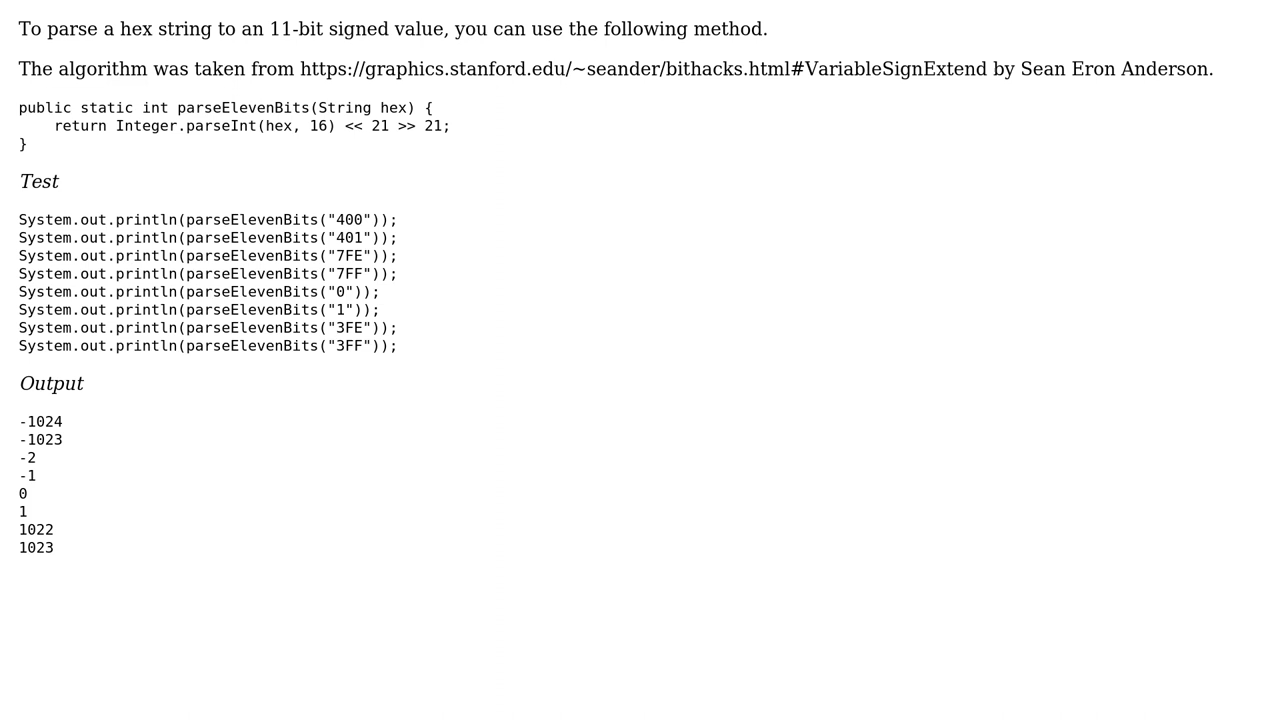 To parse a hex string to an 11-bit signed value, you can use the following method.
The algorithm was taken from https://graphics.stanford.edu/~seander/bithacks.html#VariableSignExtend by Sean Eron Anderson.
public static int parseElevenBits(String hex) {
    return Integer.parseInt(hex, 16) << 21 >> 21;
}
Test
System.out.println(parseElevenBits("400"));
System.out.println(parseElevenBits("401"));
System.out.println(parseElevenBits("7FE"));
System.out.println(parseElevenBits("7FF"));
System.out.println(parseElevenBits("0"));
System.out.println(parseElevenBits("1"));
System.out.println(parseElevenBits("3FE"));
System.out.println(parseElevenBits("3FF"));
Output
-1024
-1023
-2
-1
0
1
1022
1023